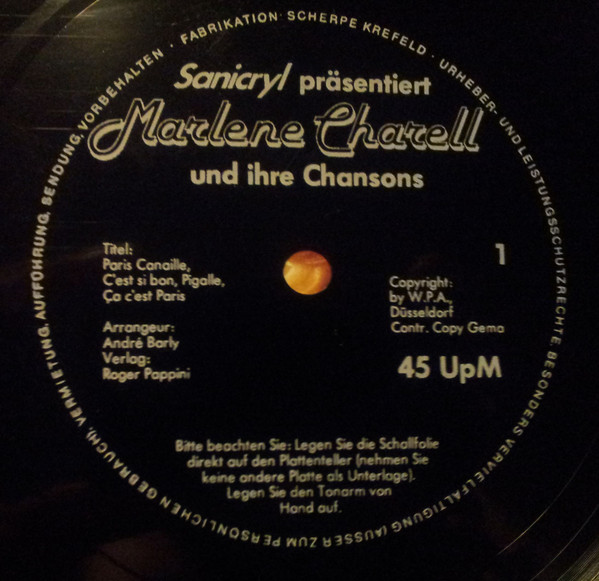 FABRIKATION · SCHERPE KREFELD · URHEBER- UND LEISTUNGSSCHUTZRECHTE, BESONDERS VERVIELFÄLTIGUNG (AUSSER ZUM PERSÖNLICHEN GEBRAUCH), VERMIETUNG, AUFFÜHRUNG, SENDUNG VORBEHALTEN ·
Sanicryl präsentiert
Marlene Charell
und ihre Chansons
1
Titel:
Paris Canaille,
C'est si bon, Pigalle,
Ça c'est Paris
Arrangeur:
André Barly
Verlag:
Roger Pappini
Copyright:
by W.P.A.,
Düsseldorf
Contr. Copy Gema
45 UpM
Bitte beachten Sie: Legen Sie die Schallfolie
direkt auf den Plattenteller (nehmen Sie
keine andere Platte als Unterlage).
Legen Sie den Tonarm von
Hand auf.